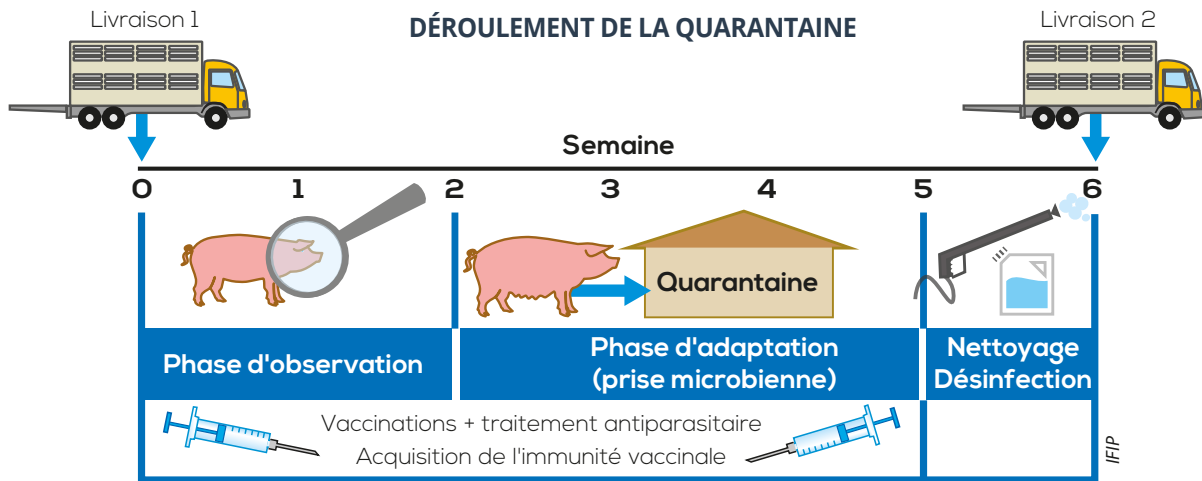 Livraison 1
DÉROULEMENT DE LA QUARANTAINE
Livraison 2
Semaine
0 1 2 3 4 5 6
Quarantaine
Phase d'observation
Phase d'adaptation
(prise microbienne)
Nettoyage
Désinfection
Vaccinations + traitement antiparasitaire
Acquisition de l'immunité vaccinale
IFIP